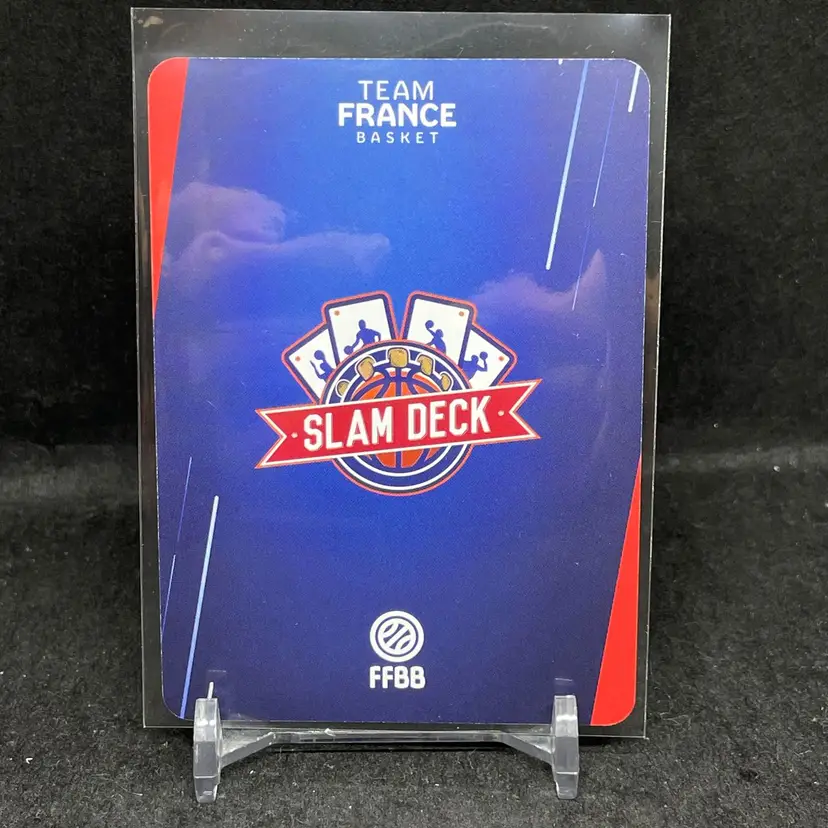 TEAM
FRANCE
BASKET
· SLAM DECK ·
FFBB